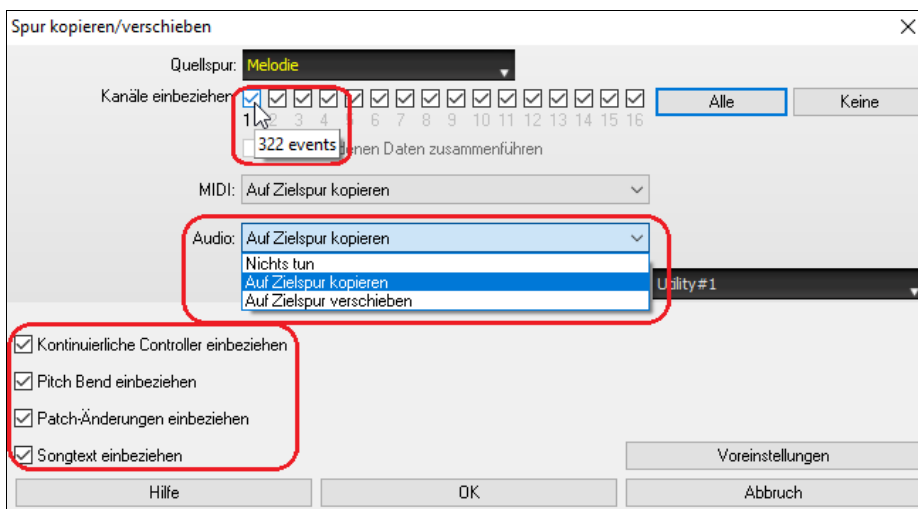 Spur kopieren/verschieben
Quellspur: Melodie
Kanäle einbeziehen
Alle
Keine
1 2 3 4 5 6 7 8 9 10 11 12 13 14 15 16
322 events
denen Daten zusammenführen
MIDI: Auf Zielspur kopieren
Audio: Auf Zielspur kopieren
Nichts tun
Auf Zielspur kopieren
Auf Zielspur verschieben
Utility#1
Kontinuierliche Controller einbeziehen
Pitch Bend einbeziehen
Patch-Änderungen einbeziehen
Songtext einbeziehen
Voreinstellungen
Hilfe
OK
Abbruch